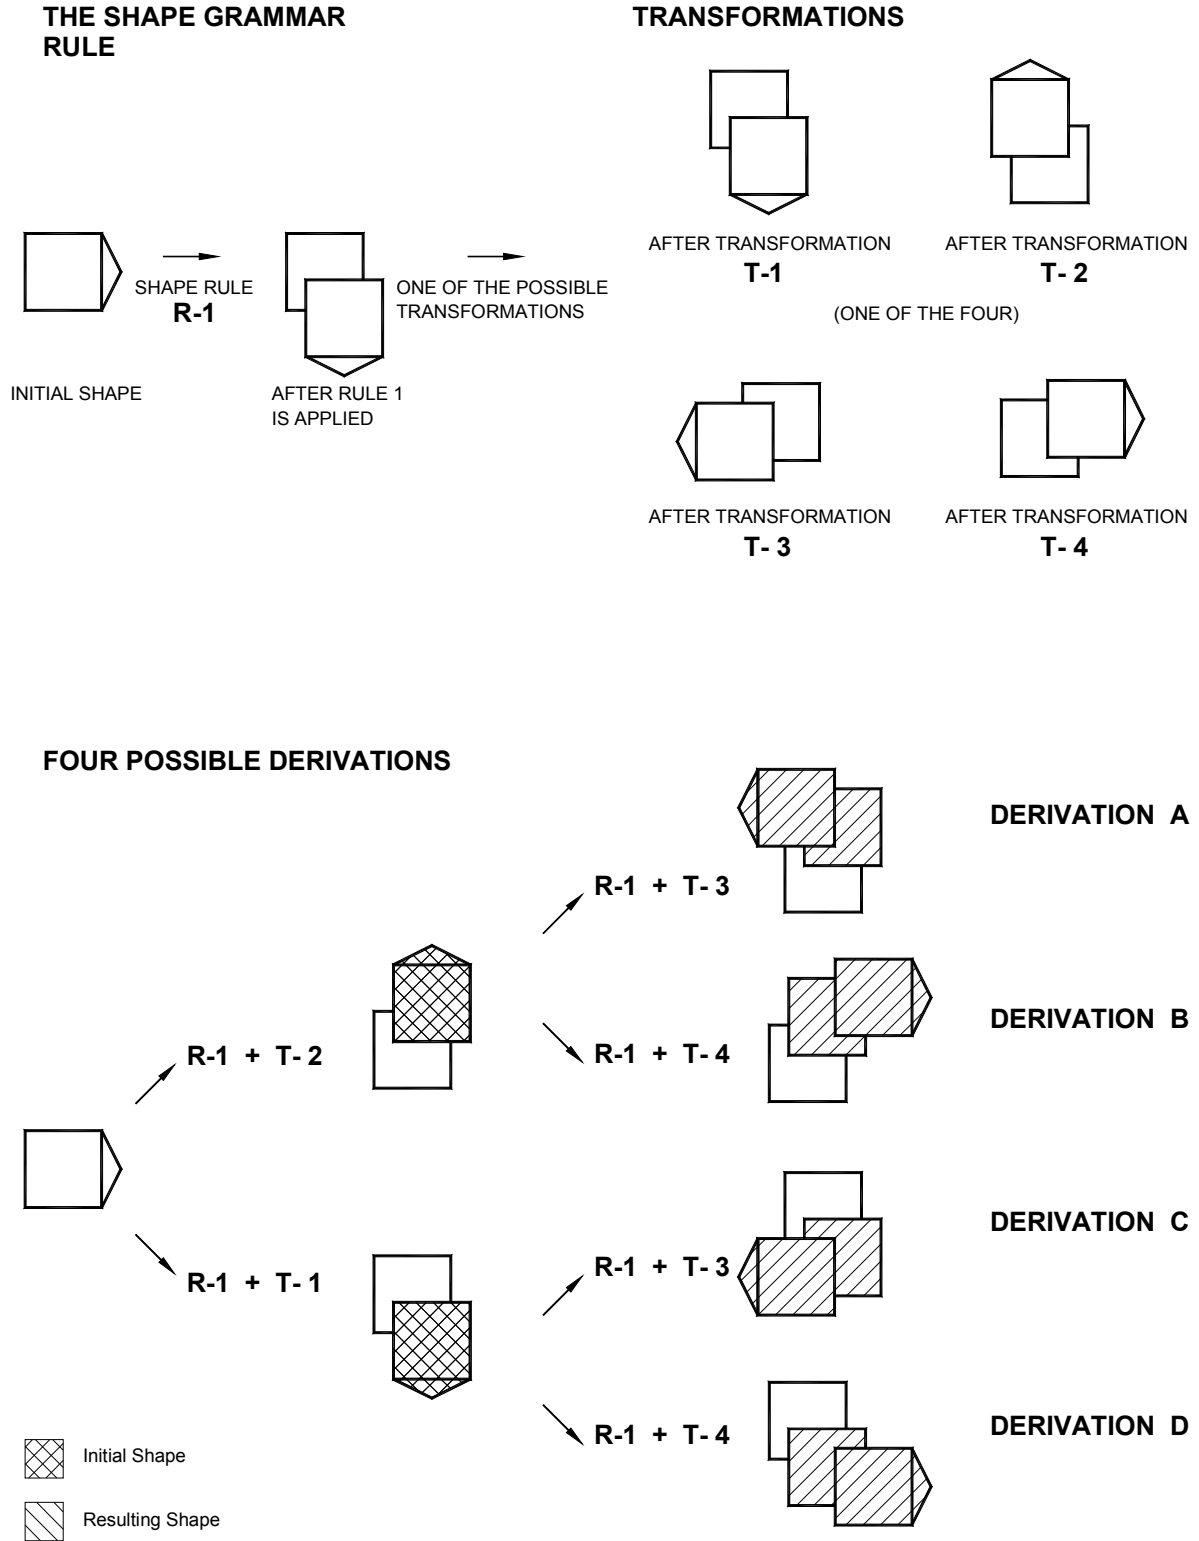 THE SHAPE GRAMMAR
RULE
TRANSFORMATIONS
SHAPE RULE
R-1
ONE OF THE POSSIBLE
TRANSFORMATIONS
INITIAL SHAPE
AFTER RULE 1
IS APPLIED
AFTER TRANSFORMATION
T-1
AFTER TRANSFORMATION
T- 2
(ONE OF THE FOUR)
AFTER TRANSFORMATION
T- 3
AFTER TRANSFORMATION
T- 4
FOUR POSSIBLE DERIVATIONS
R-1 + T- 3
DERIVATION A
R-1 + T- 2
R-1 + T- 4
DERIVATION B
R-1 + T- 1
R-1 + T- 3
DERIVATION C
R-1 + T- 4
DERIVATION D
Initial Shape
Resulting Shape